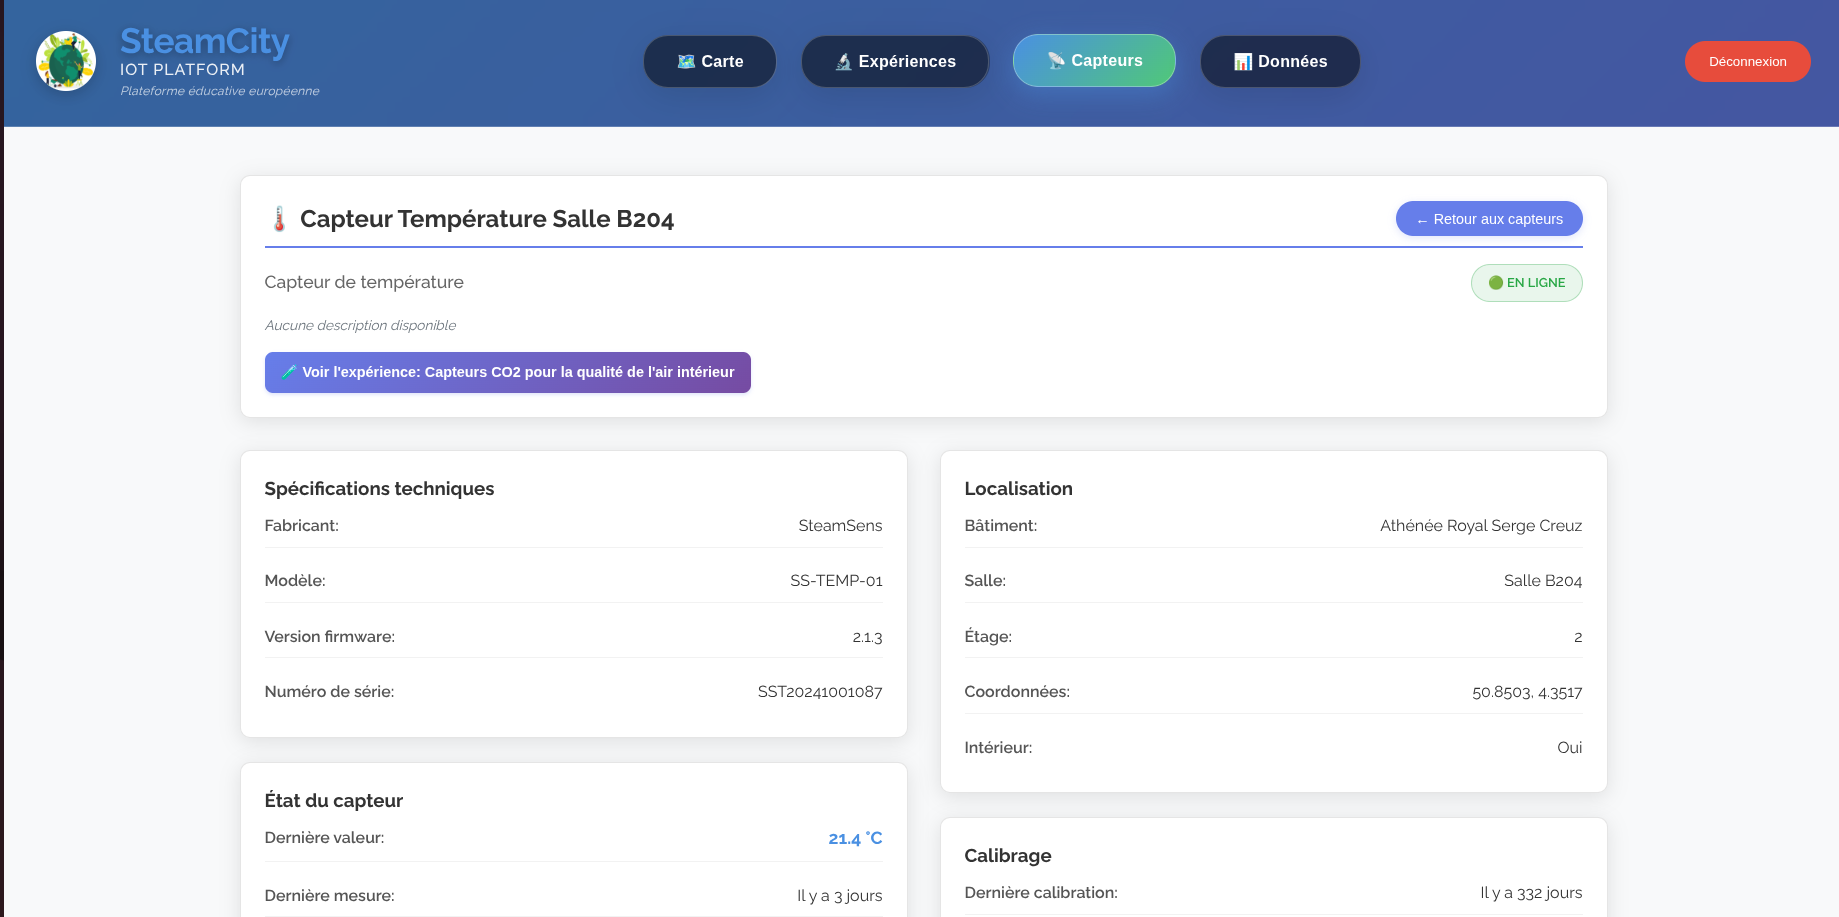 SteamCity
IOT PLATFORM
Plateforme éducative européenne
Carte
Expériences
Capteurs
Données
Déconnexion
Capteur Température Salle B204
← Retour aux capteurs
Capteur de température
EN LIGNE
Aucune description disponible
Voir l'expérience: Capteurs CO2 pour la qualité de l'air intérieur
Spécifications techniques
Fabricant: SteamSens
Modèle: SS-TEMP-01
Version firmware: 2.1.3
Numéro de série: SST20241001087
État du capteur
Dernière valeur: 21.4 °C
Dernière mesure: Il y a 3 jours
Localisation
Bâtiment: Athénée Royal Serge Creuz
Salle: Salle B204
Étage: 2
Coordonnées: 50.8503, 4.3517
Intérieur: Oui
Calibrage
Dernière calibration: Il y a 332 jours